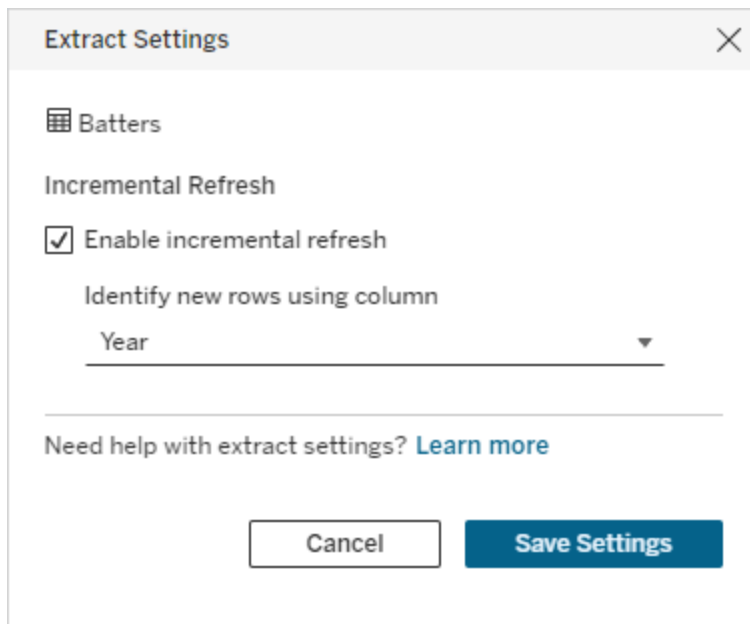 Extract Settings
Batters
Incremental Refresh
Enable incremental refresh
Identify new rows using column
Year
Need help with extract settings? Learn more
Cancel Save Settings